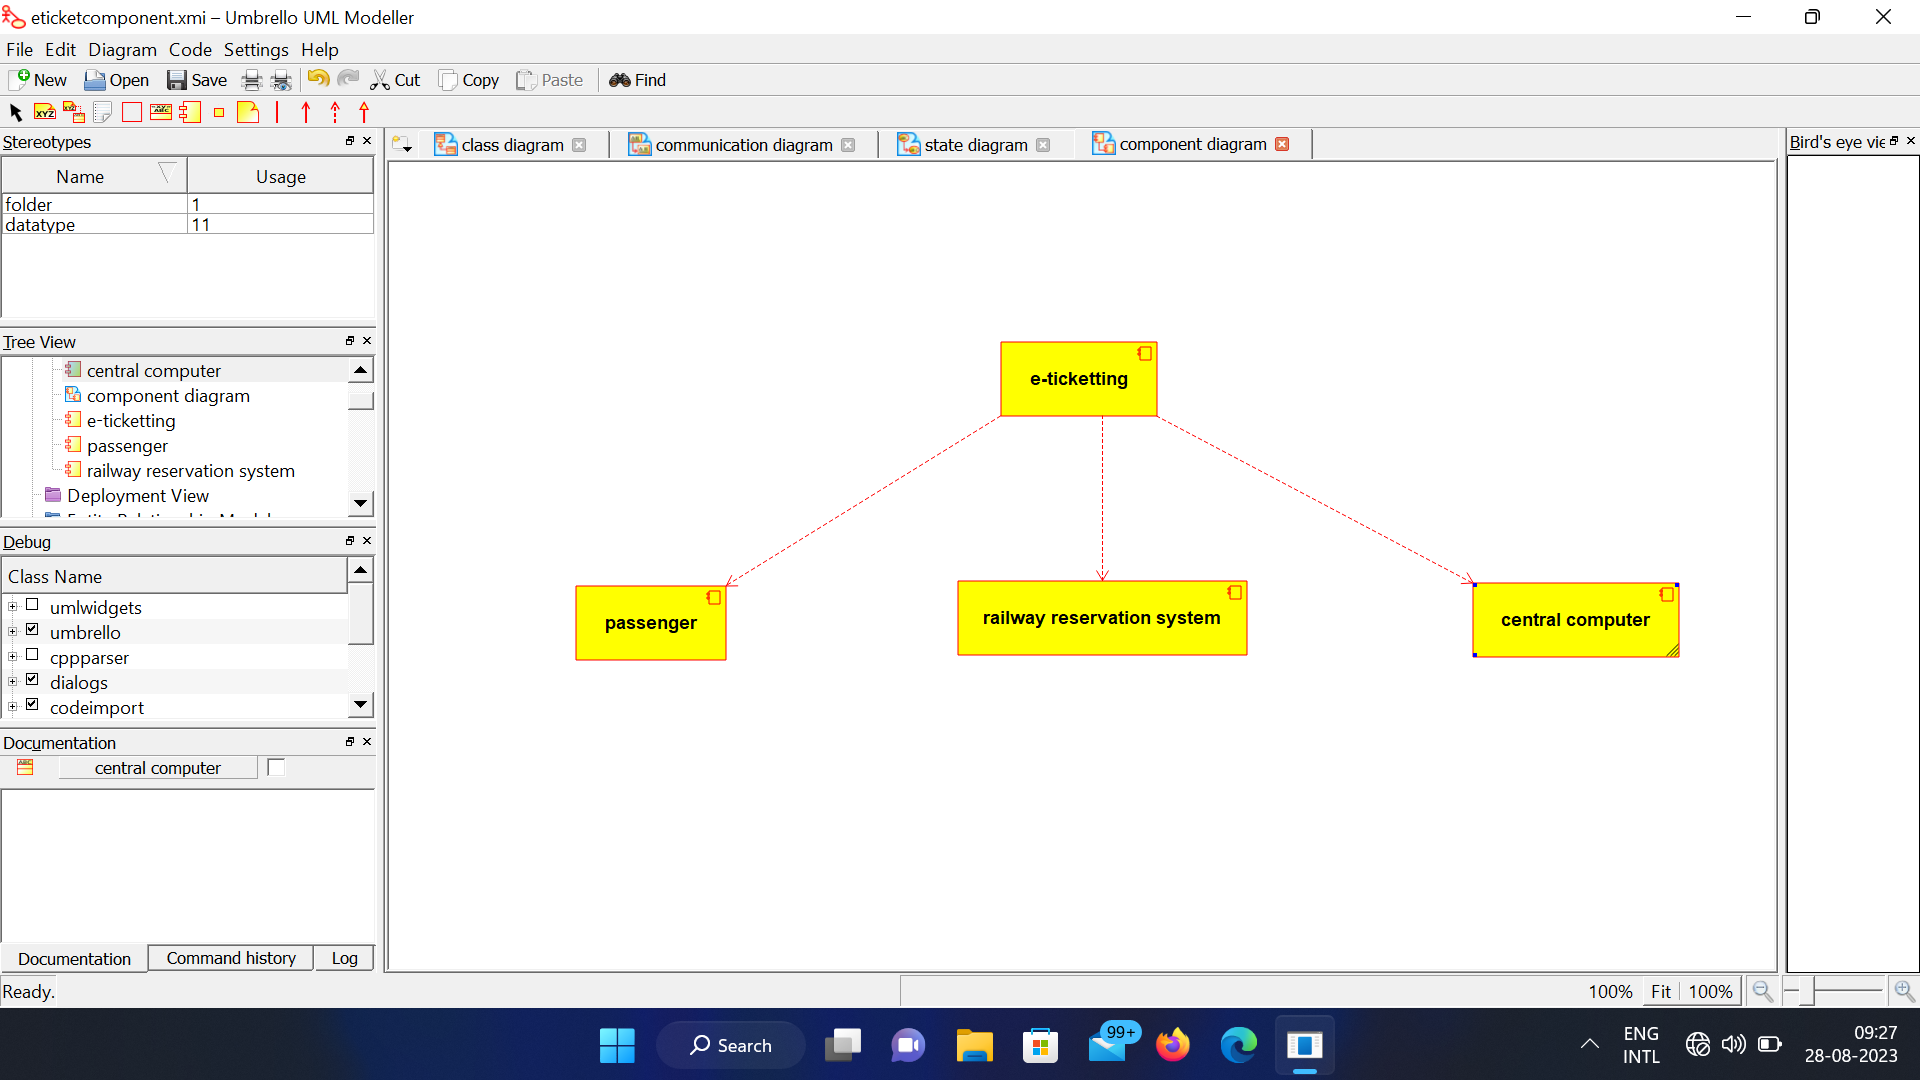 eticketcomponent.xmi – Umbrello UML Modeller
File Edit Diagram Code Settings Help
New Open Save Cut Copy Paste Find
XYZ
Stereotypes
Name Usage
folder 1
datatype 11
Tree View
central computer
component diagram
e-ticketting
passenger
railway reservation system
Deployment View
Debug
Class Name
umlwidgets
umbrello
cppparser
dialogs
codeimport
Documentation
central computer
Documentation Command history Log
class diagram communication diagram state diagram component diagram
e-ticketting
passenger
railway reservation system
central computer
Bird's eye vie
Ready.
100% Fit 100%
Search
99+
ENG
INTL
09:27
28-08-2023